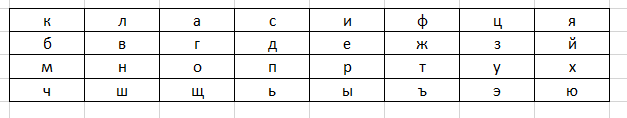 к л а с и ф ц я
б в г д е ж з й
м н о п р т у х
ч ш щ ь ы ъ э ю